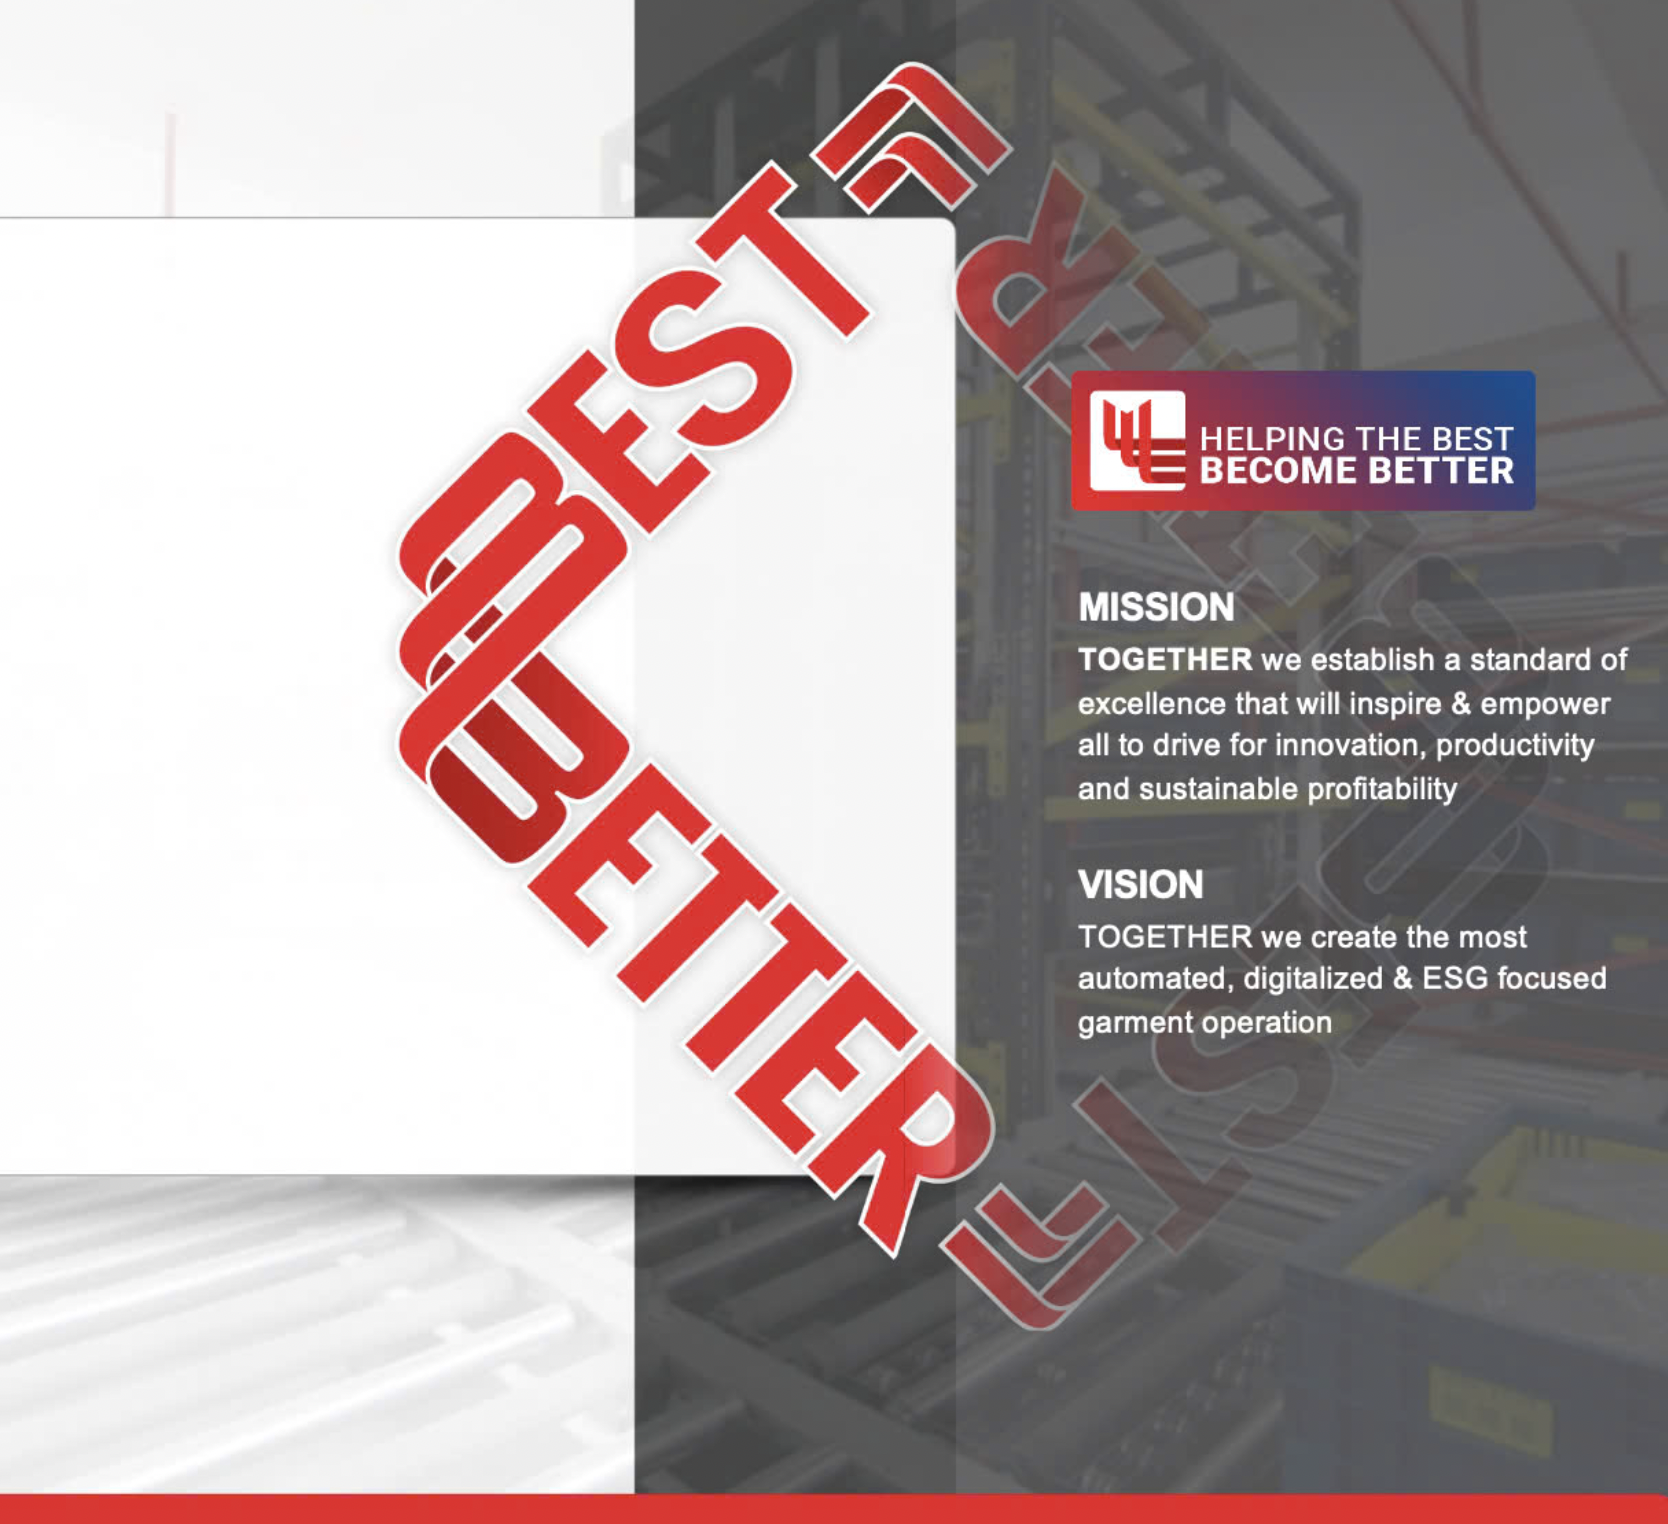 BEST
BETTER
HELPING THE BEST
BECOME BETTER
MISSION
TOGETHER we establish a standard of
excellence that will inspire & empower
all to drive for innovation, productivity
and sustainable profitability
VISION
TOGETHER we create the most
automated, digitalized & ESG focused
garment operation
BETTER
BEST